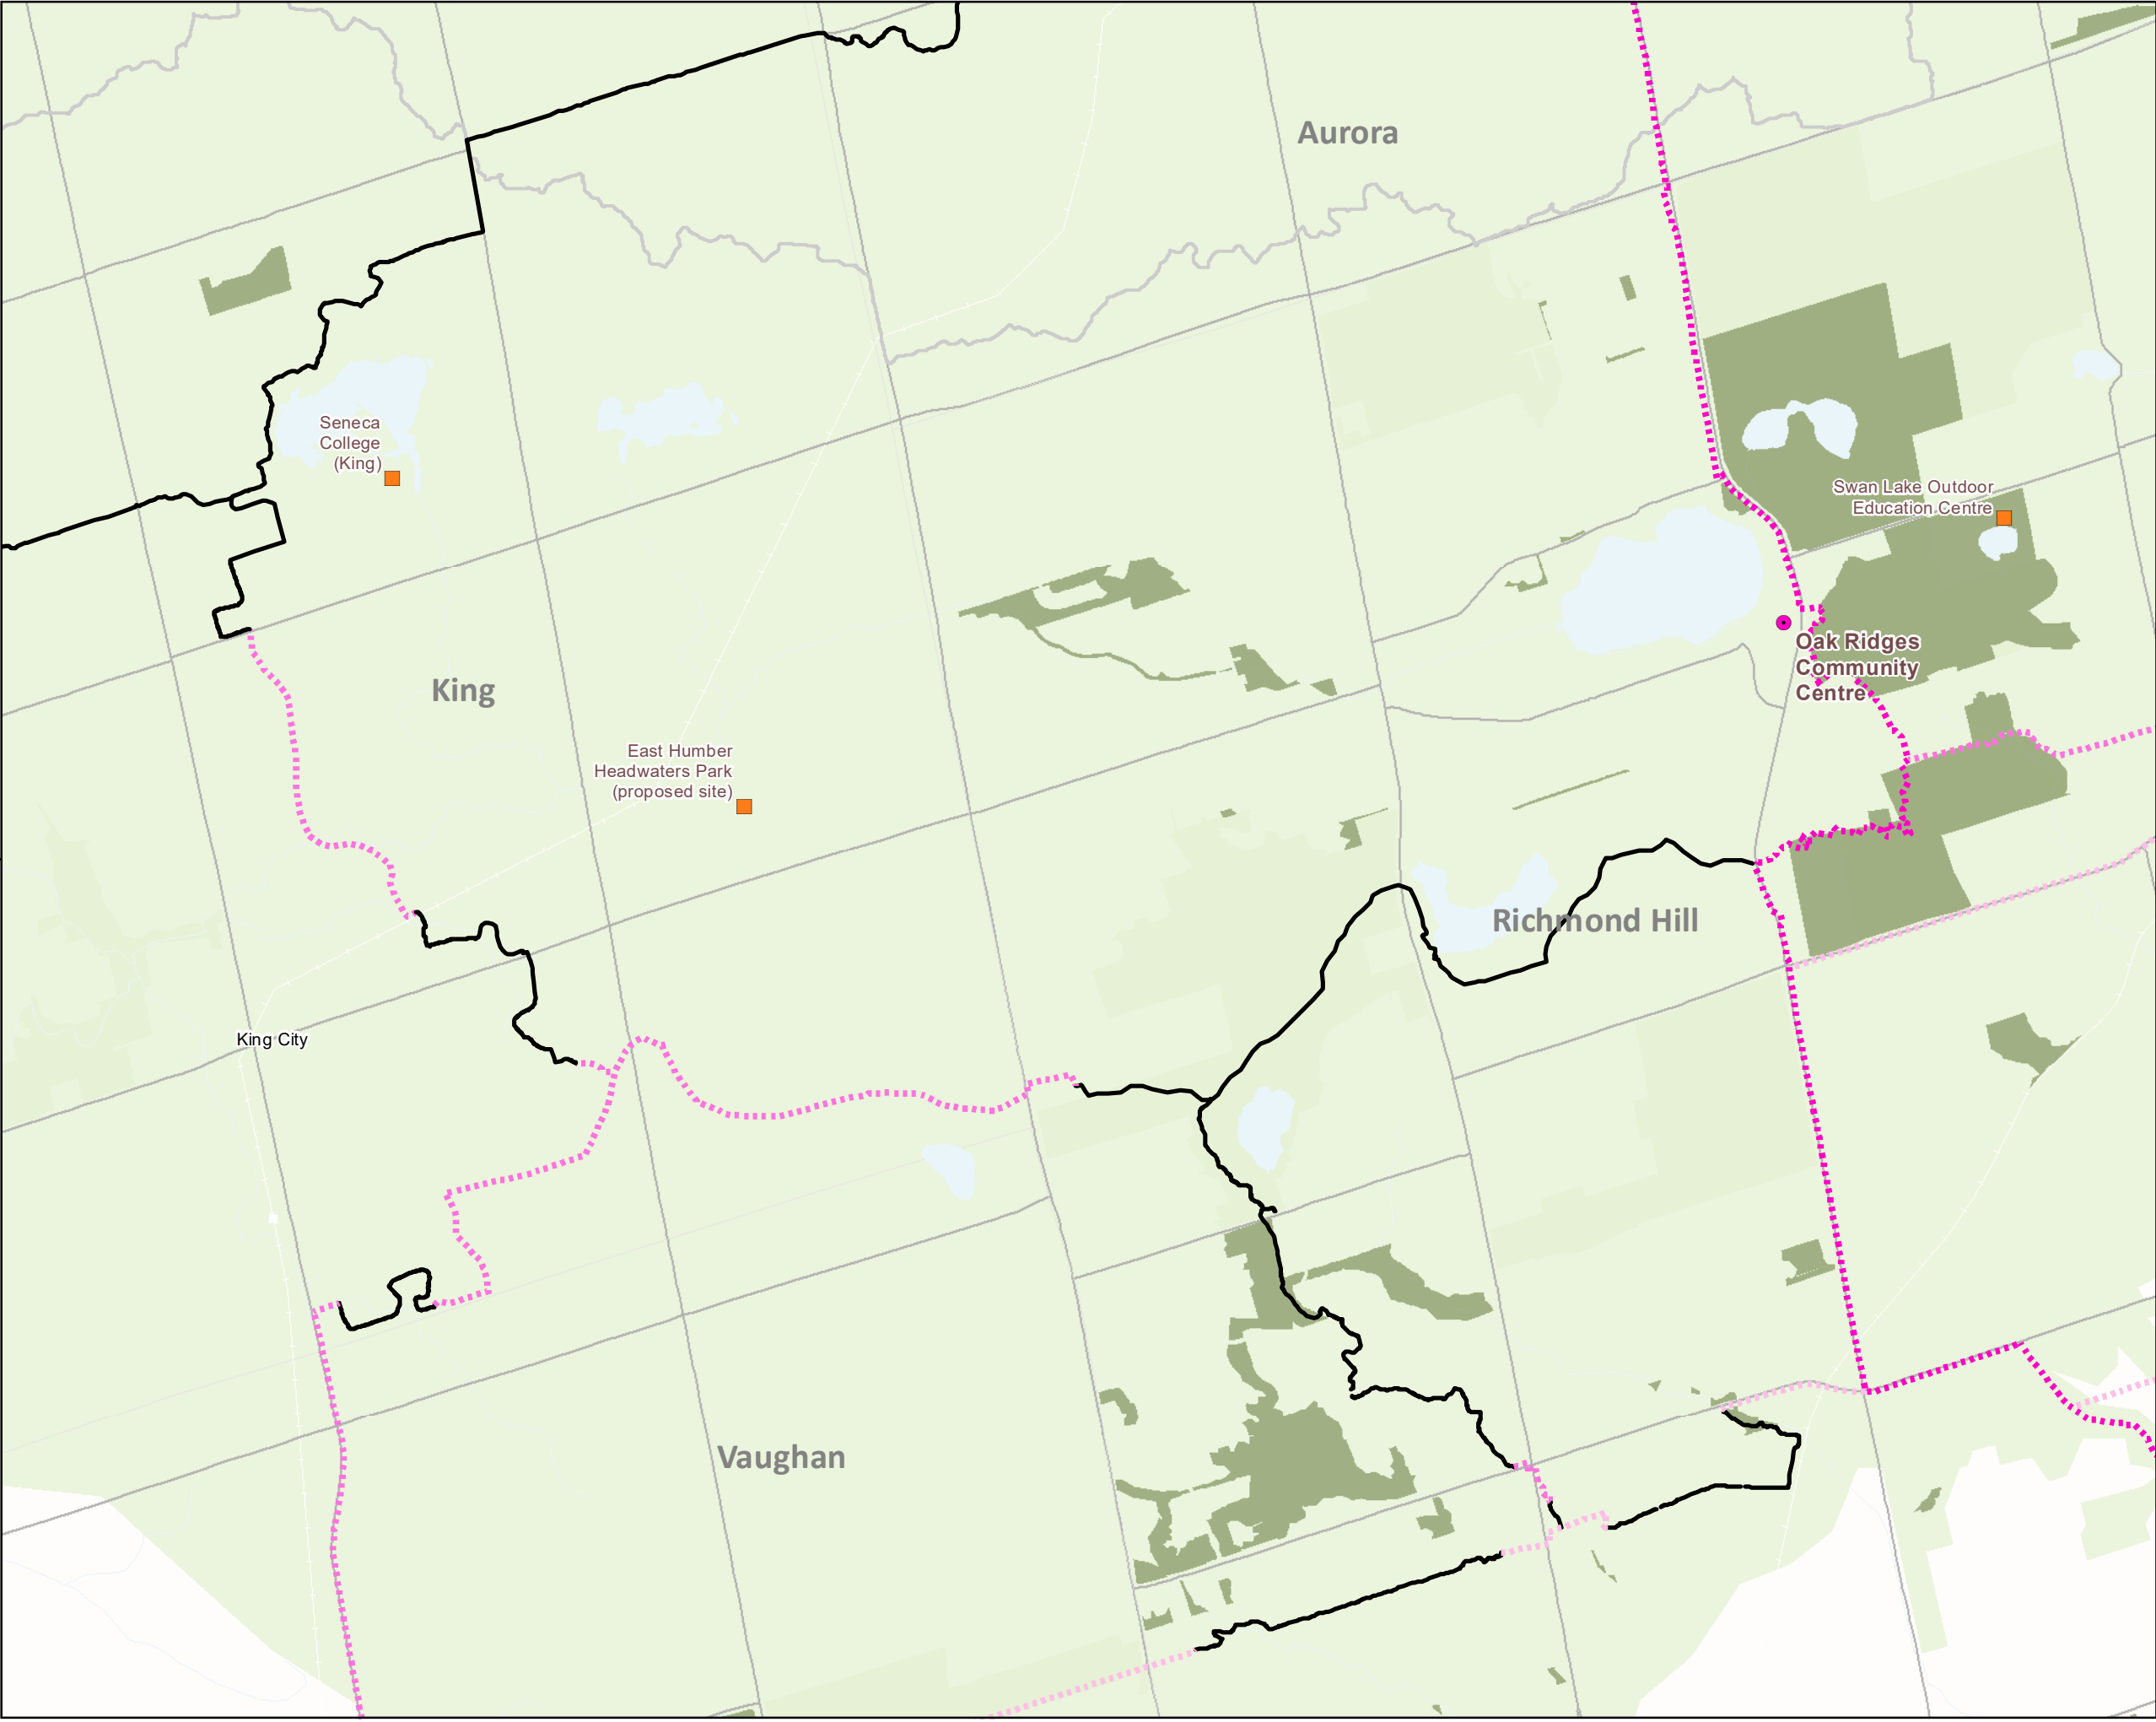 Aurora
Seneca
College
(King)
Swan Lake Outdoor
Education Centre
Oak Ridges
Community
Centre
King
East Humber
Headwaters Park
(proposed site)
Richmond Hill
King City
Vaughan